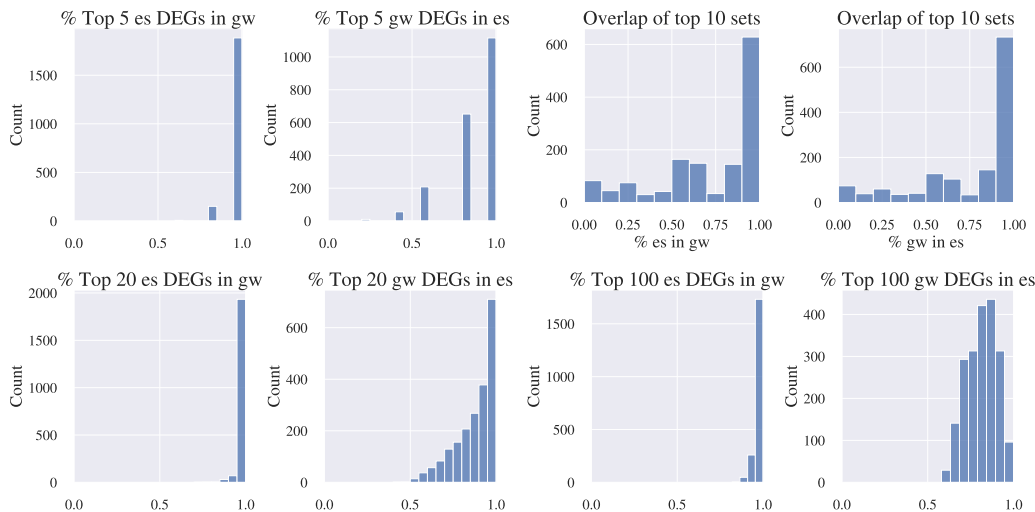 % Top 5 es DEGs in gw
Count
1500
1000
500
0
0.0 0.5 1.0
% Top 5 gw DEGs in es
Count
1000
800
600
400
200
0
0.0 0.5 1.0
Overlap of top 10 sets
Count
600
400
200
0
0.00 0.25 0.50 0.75 1.00
% es in gw
Overlap of top 10 sets
Count
600
400
200
0
0.00 0.25 0.50 0.75 1.00
% gw in es
% Top 20 es DEGs in gw
Count
2000
1500
1000
500
0
0.0 0.5 1.0
% Top 20 gw DEGs in es
Count
600
400
200
0
0.0 0.5 1.0
% Top 100 es DEGs in gw
Count
1500
1000
500
0
0.0 0.5 1.0
% Top 100 gw DEGs in es
Count
400
300
200
100
0
0.0 0.5 1.0